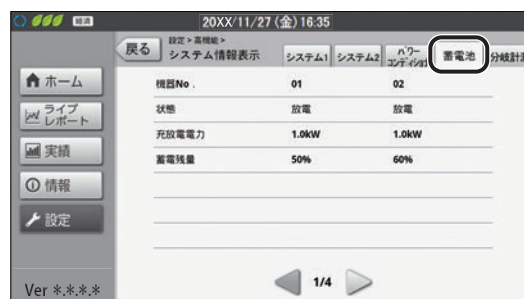 経済
20XX/11/27 (金) 16:35
戻る
設定 > 高機能 >
システム情報表示
システム1
システム2
パワー
コンディショナ
蓄電池
分岐計測
ホーム
ライブ
レポート
実績
情報
設定
Ver *.*.*.*
機器No .
01
02
状態
放電
放電
充放電電力
1.0kW
1.0kW
蓄電残量
50%
60%
1/4